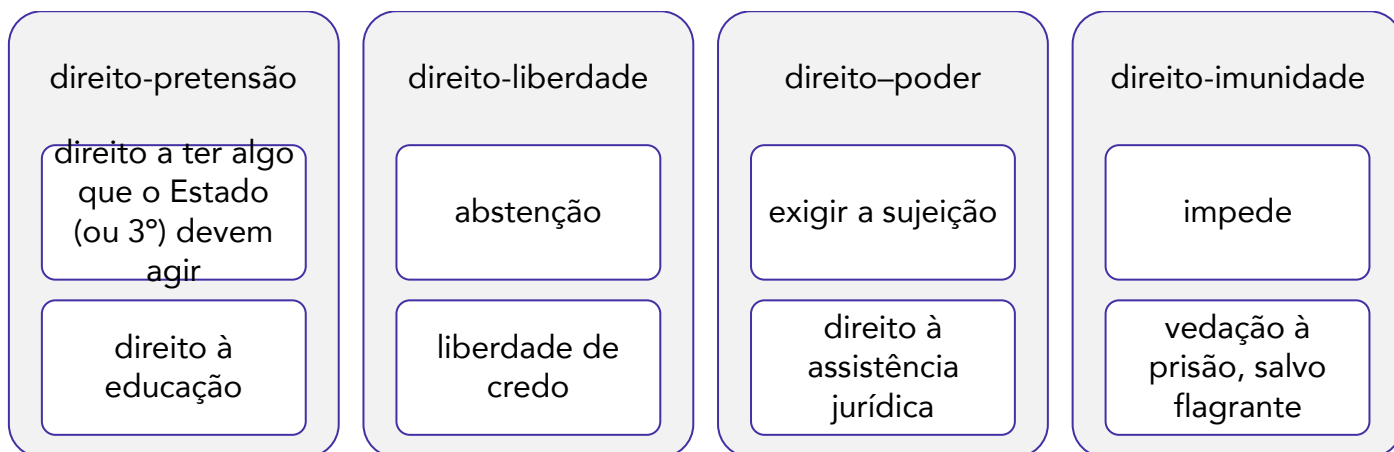 direito-pretensão
direito a ter algo
que o Estado
(ou 3º) devem
agir
direito à
educação
direito-liberdade
abstenção
liberdade de
credo
direito–poder
exigir a sujeição
direito à
assistência
jurídica
direito-imunidade
impede
vedação à
prisão, salvo
flagrante